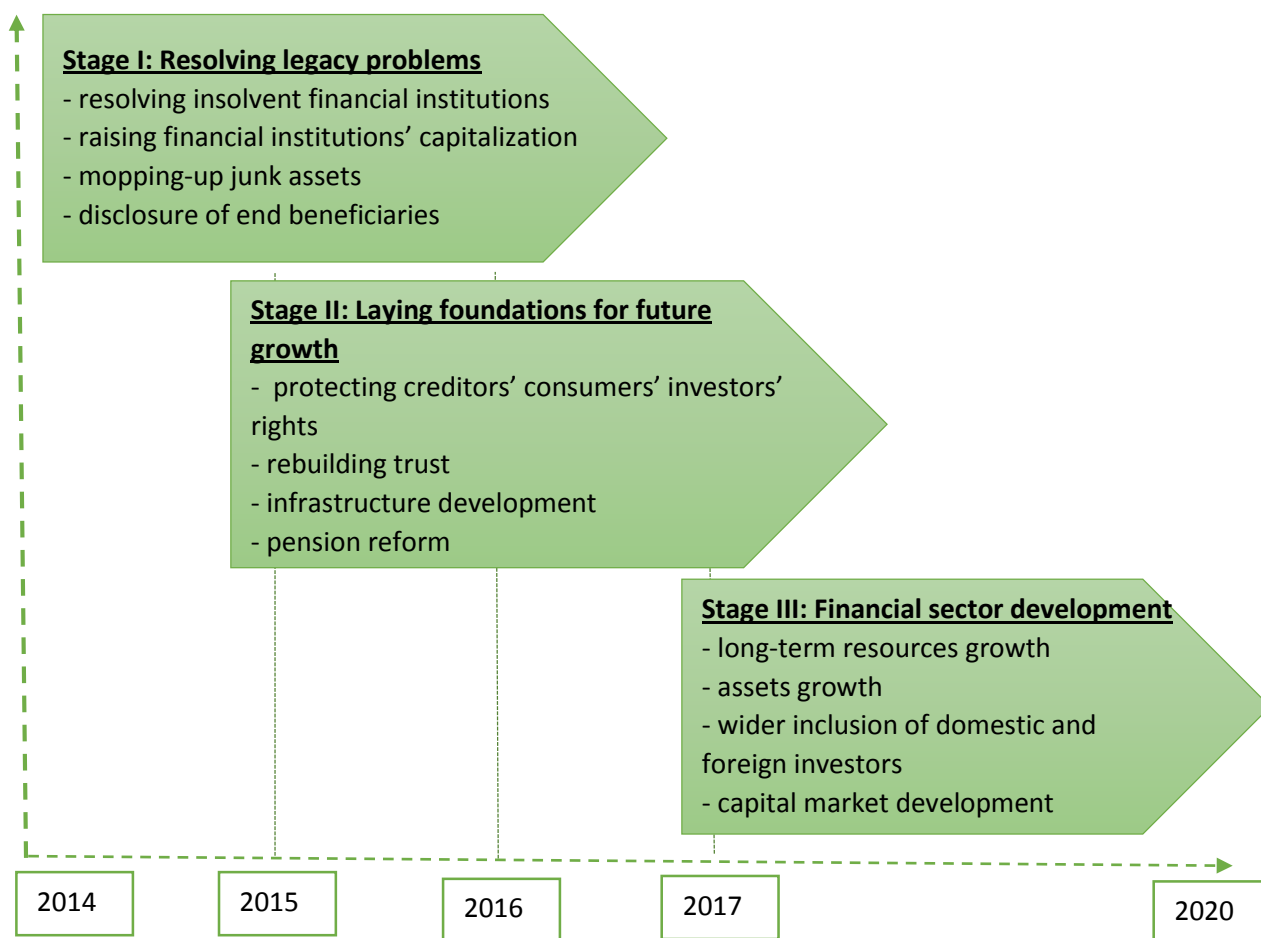 Stage I: Resolving legacy problems
- resolving insolvent financial institutions
- raising financial institutions’ capitalization
- mopping-up junk assets
- disclosure of end beneficiaries
Stage II: Laying foundations for future
growth
-  protecting creditors’ consumers’ investors’
rights
- rebuilding trust
- infrastructure development
- pension reform
Stage III: Financial sector development
- long-term resources growth
- assets growth
- wider inclusion of domestic and
foreign investors
- capital market development
2014
2015
2016
2017
2020